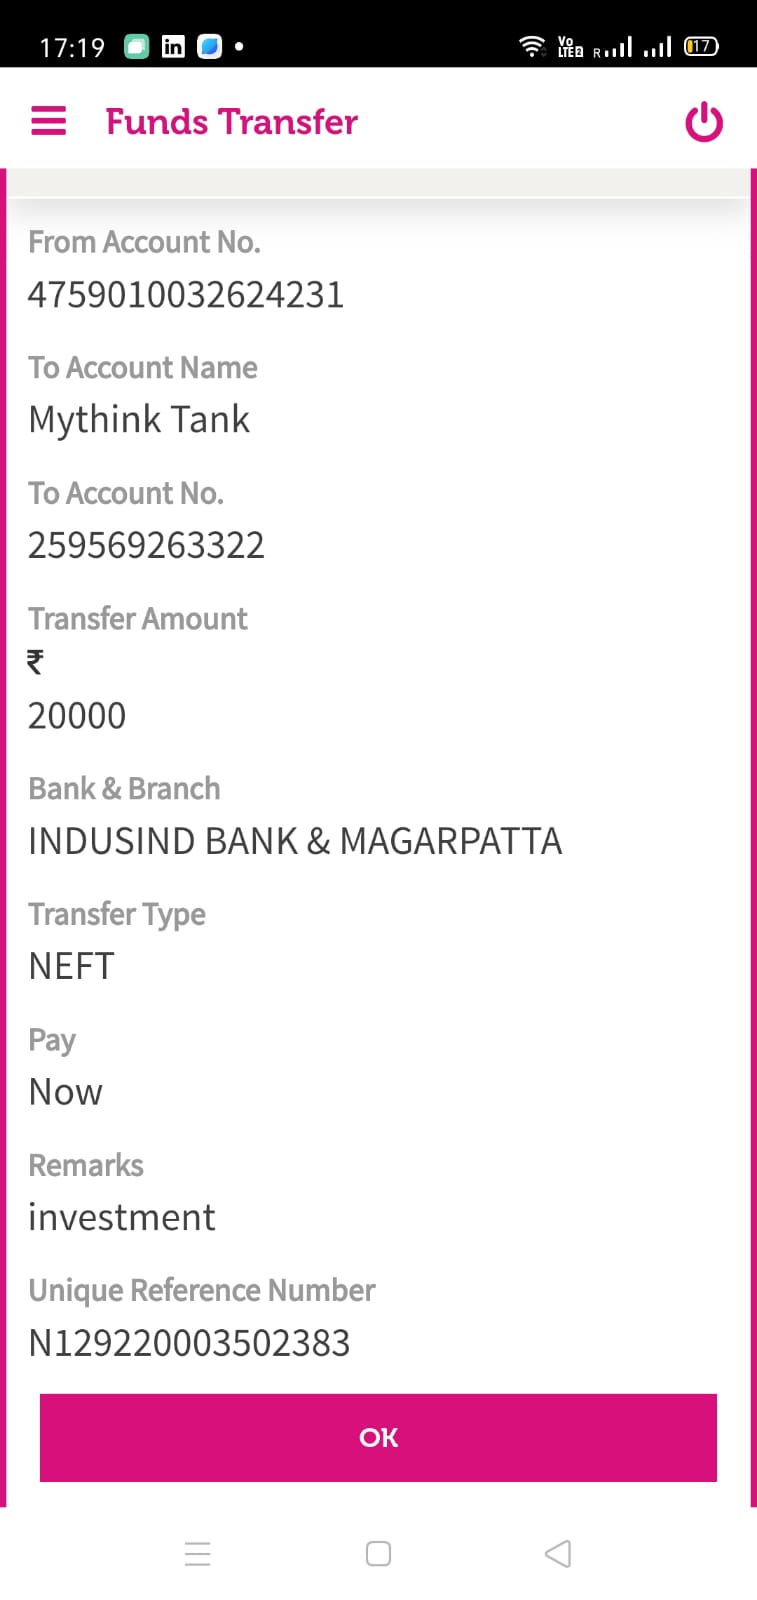 17:19 in Vo LTE2 R 17
Funds Transfer
From Account No.
4759010032624231
To Account Name
Mythink Tank
To Account No.
259569263322
Transfer Amount
₹
20000
Bank & Branch
INDUSIND BANK & MAGARPATTA
Transfer Type
NEFT
Pay
Now
Remarks
investment
Unique Reference Number
N129220003502383
OK